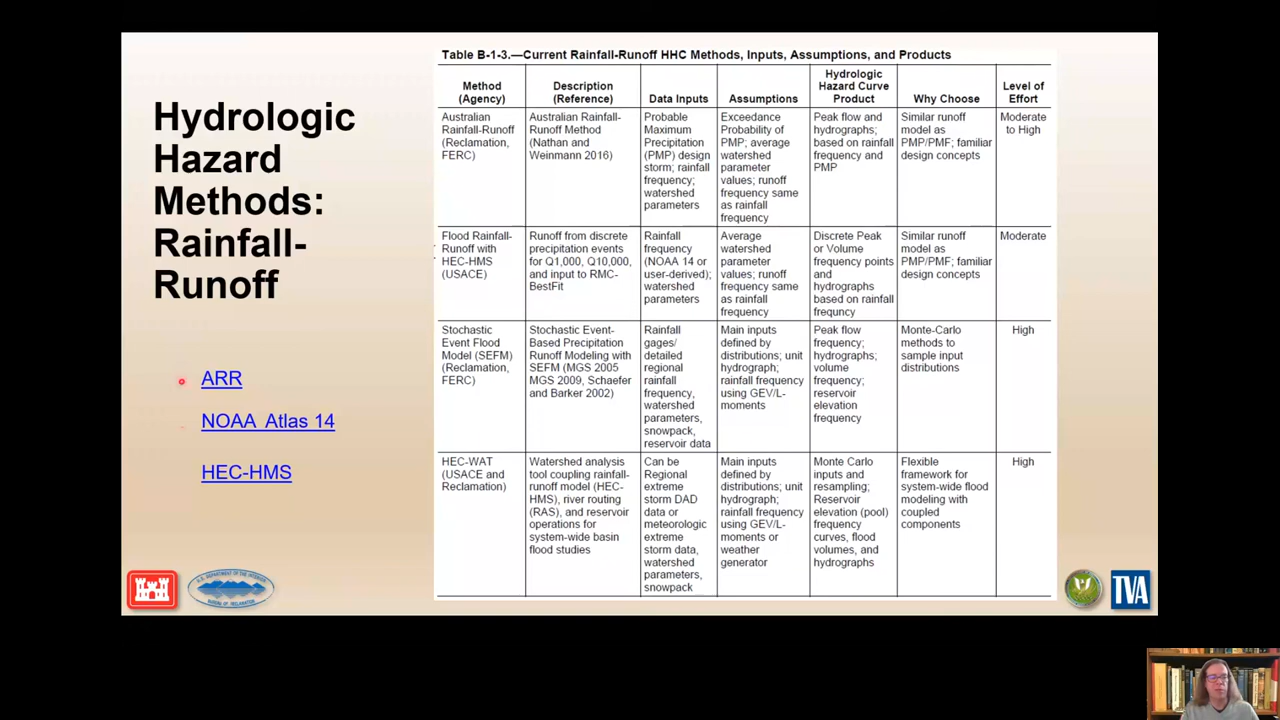 Hydrologic
Hazard
Methods:
Rainfall-
Runoff
ARR
NOAA Atlas 14
HEC-HMS
Table B-1-3.—Current Rainfall-Runoff HHC Methods, Inputs, Assumptions, and Products
Method
(Agency)
Description
(Reference)
Data Inputs
Assumptions
Hydrologic
Hazard Curve
Product
Why Choose
Level of
Effort
Australian
Rainfall-Runoff
(Reclamation,
FERC)
Australian Rainfall-
Runoff Method
(Nathan and
Weinmann 2016)
Probable
Maximum
Precipitation
(PMP) design
storm; rainfall
frequency;
watershed
parameters
Exceedance
Probability of
PMP; average
watershed
parameter
values; runoff
frequency same
as rainfall
frequency
Peak flow and
hydrographs;
based on rainfall
frequency and
PMP
Similar runoff
model as
PMP/PMF; familiar
design concepts
Moderate
to High
Flood Rainfall-
Runoff with
HEC-HMS
(USACE)
Runoff from discrete
precipitation events
for Q1,000, Q10,000,
and input to RMC-
BestFit
Rainfall
frequency
(NOAA 14 or
user-derived);
watershed
parameters
Average
watershed
parameter
values; runoff
frequency same
as rainfall
frequency
Discrete Peak
or Volume
frequency points
and
hydrographs
based on rainfall
frequncy
Similar runoff
model as
PMP/PMF; familiar
design concepts
Moderate
Stochastic
Event Flood
Model (SEFM)
(Reclamation,
FERC)
Stochastic Event-
Based Precipitation
Runoff Modeling with
SEFM (MGS 2005
MGS 2009, Schaefer
and Barker 2002)
Rainfall
gages/
detailed
regional
rainfall
frequency,
watershed
parameters,
snowpack,
reservoir data
Main inputs
defined by
distributions; unit
hydrograph;
rainfall frequency
using GEV/L-
moments
Peak flow
frequency;
hydrographs;
volume
frequency;
reservoir
elevation
frequency
Monte-Carlo
methods to
sample input
distributions
High
HEC-WAT
(USACE and
Reclamation)
Watershed analysis
tool coupling rainfall-
runoff model (HEC-
HMS), river routing
(RAS), and reservoir
operations for
system-wide basin
flood studies
Can be
Regional
extreme
storm DAD
data or
meteorologic
extreme
storm data,
watershed
parameters,
snowpack
Main inputs
defined by
distributions; unit
hydrograph;
rainfall frequency
using GEV/L-
moments or
weather
generator
Monte Carlo
inputs and
resampling;
Reservoir
elevation (pool)
frequency
curves, flood
volumes, and
hydrographs
Flexible
framework for
system-wide flood
modeling with
coupled
components
High
U.S. DEPARTMENT OF THE INTERIOR
BUREAU OF RECLAMATION
TVA